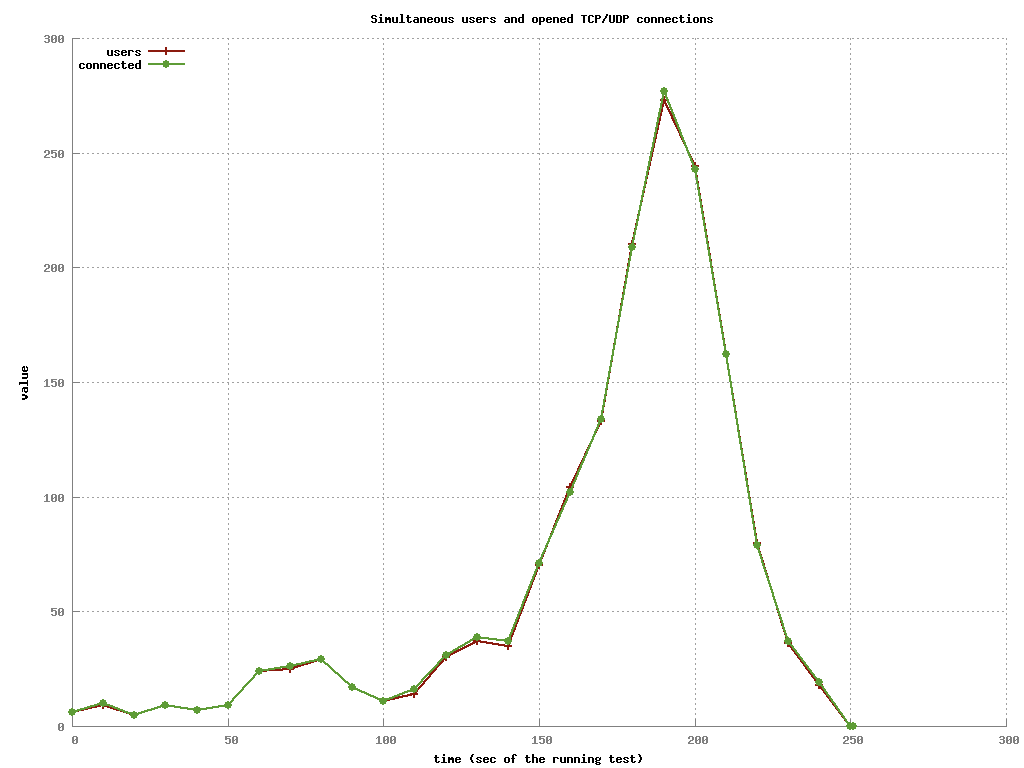 Simultaneous users and opened TCP/UDP connections
300
users
connected
250
200
150
value
100
50
0
0 50 100 150 200 250 300
time (sec of the running test)